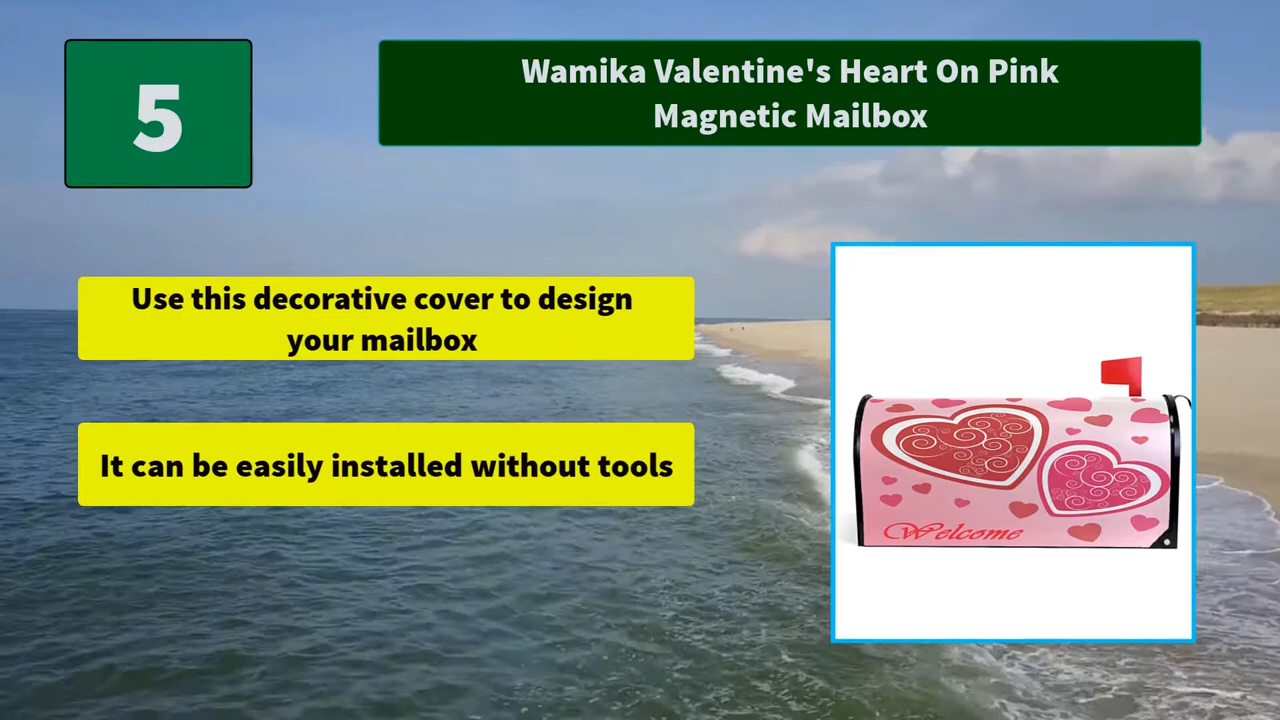 5
Wamika Valentine's Heart On Pink
Magnetic Mailbox
Use this decorative cover to design
your mailbox
It can be easily installed without tools
Welcome